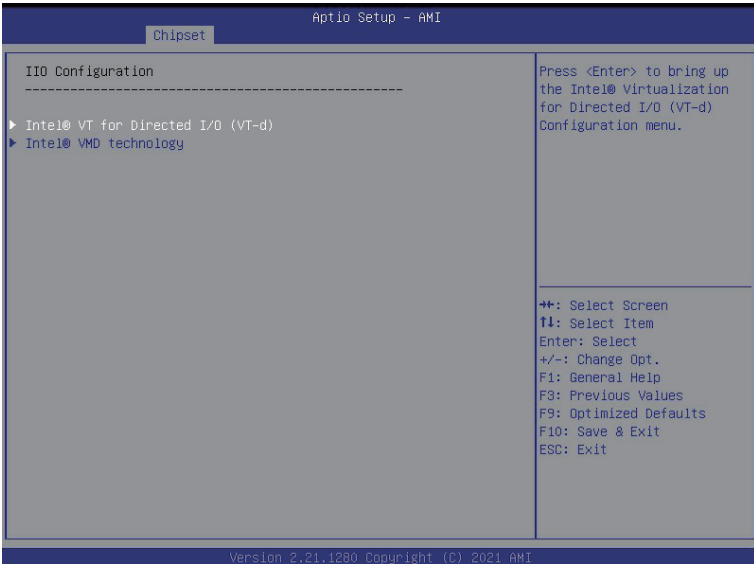 Aptio Setup – AMI
Chipset
IIO Configuration
--------------------------------------------------
Intel® VT for Directed I/O (VT-d)
Intel® VMD technology
Press <Enter> to bring up
the Intel® Virtualization
for Directed I/O (VT-d)
Configuration menu.
→←: Select Screen
↑↓: Select Item
Enter: Select
+/-: Change Opt.
F1: General Help
F3: Previous Values
F9: Optimized Defaults
F10: Save & Exit
ESC: Exit
Version 2.21.1280 Copyright (C) 2021 AMI